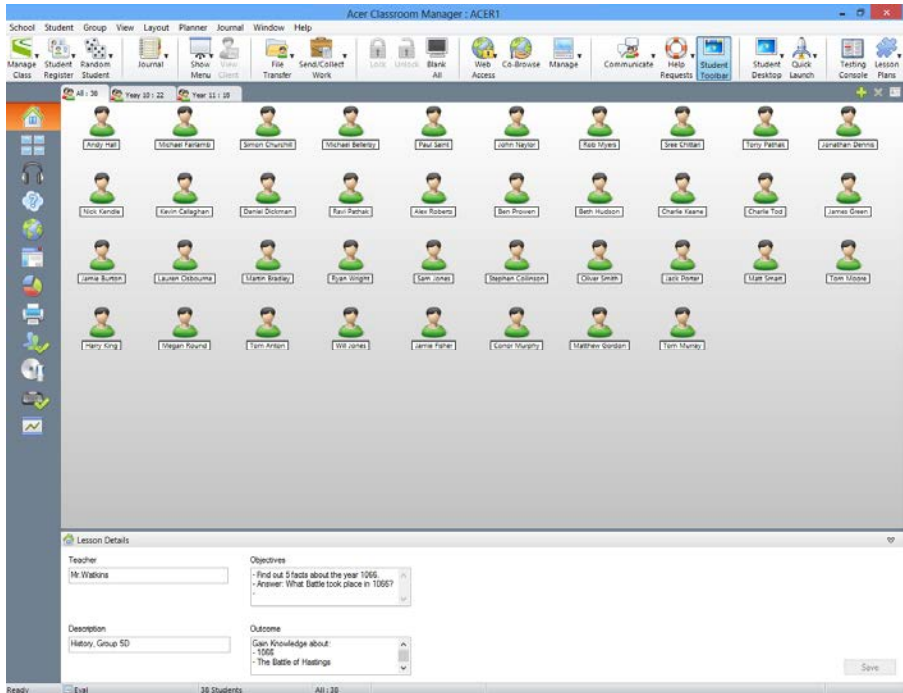 Acer Classroom Manager : ACER1
School Student Group View Layout Planner Journal Window Help
Manage Class Student Register Random Student Journal Show Menu View Client File Transfer Send/Collect Work Lock Unlock Blank All Web Access Co-Browse Manage Communicate Help Requests Student Toolbar Student Desktop Quick Launch Testing Console Lesson Plans
All : 38 Yeay 10 : 22 Year 11 : 18
Andy Hall Michael Fairlamb Simon Churchill Michael Bellerby Paul Saint John Naylor Rob Myers Sree Chittan Tony Pathak Jonathan Dennis
Nick Kendle Kevin Callaghan Daniel Dickman Ravi Pathak Alex Roberts Ben Proven Beth Hudson Charlie Keane Charlie Tod James Green
Jamie Burton Lauren Osbourne Martin Bradley Ryan Wright Sam Jones Stephan Collinson Oliver Smith Jack Porter Matt Smart Tom Moore
Harry King Megan Round Tom Anton Will Jones Jamie Fisher Conor Murphy Matthew Gordon Tom Murray
Lesson Details
Teacher
Mr.Watkins
Objectives
- Find out 5 facts about the year 1066.
- Answer: What Battle took place in 1066?
-
Description
History, Group 5D
Outcome
Gain Knowledge about:
- 1066
- The Battle of Hastings
Save
Ready Eval 38 Students All : 38